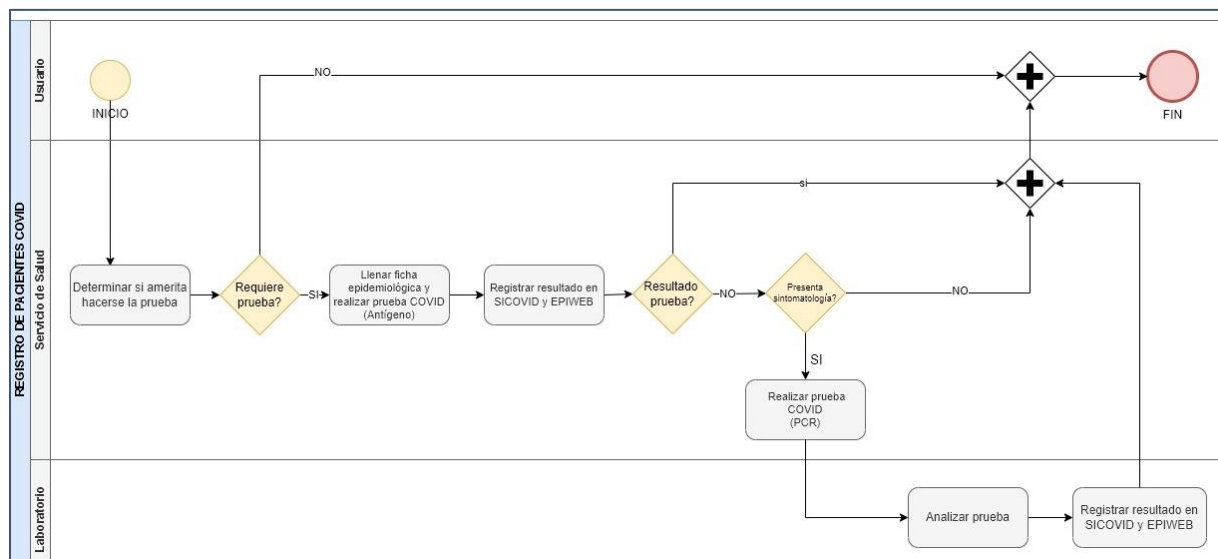 REGISTRO DE PACIENTES COVID
Usuario
INICIO
NO
FIN
Servicio de Salud
Determinar si amerita
hacerse la prueba
Requiere
prueba?
SI
Llenar ficha
epidemiológica y
realizar prueba COVID
(Antígeno)
Registrar resultado en
SICOVID y EPIWEB
Resultado
prueba?
si
NO
Presenta
sintomatología?
NO
SI
Realizar prueba
COVID
(PCR)
Laboratorio
Analizar prueba
Registrar resultado en
SICOVID y EPIWEB